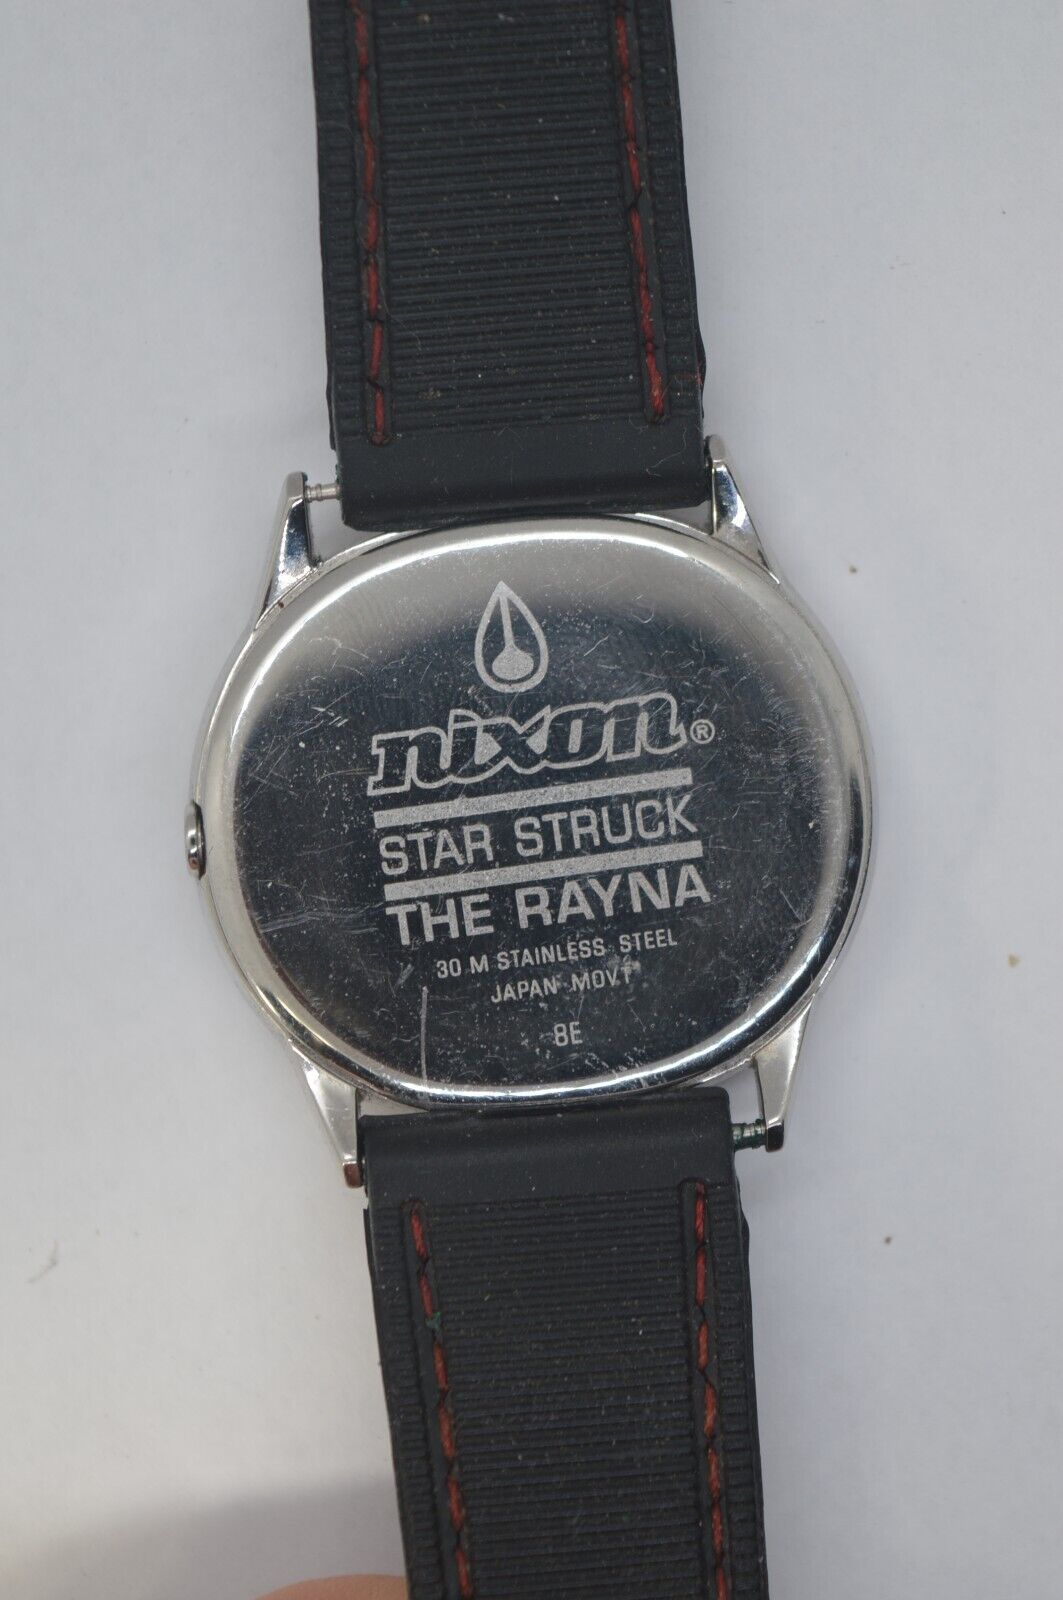 nixon®
STAR STRUCK
THE RAYNA
30 M STAINLESS STEEL
JAPAN MOVT
8E